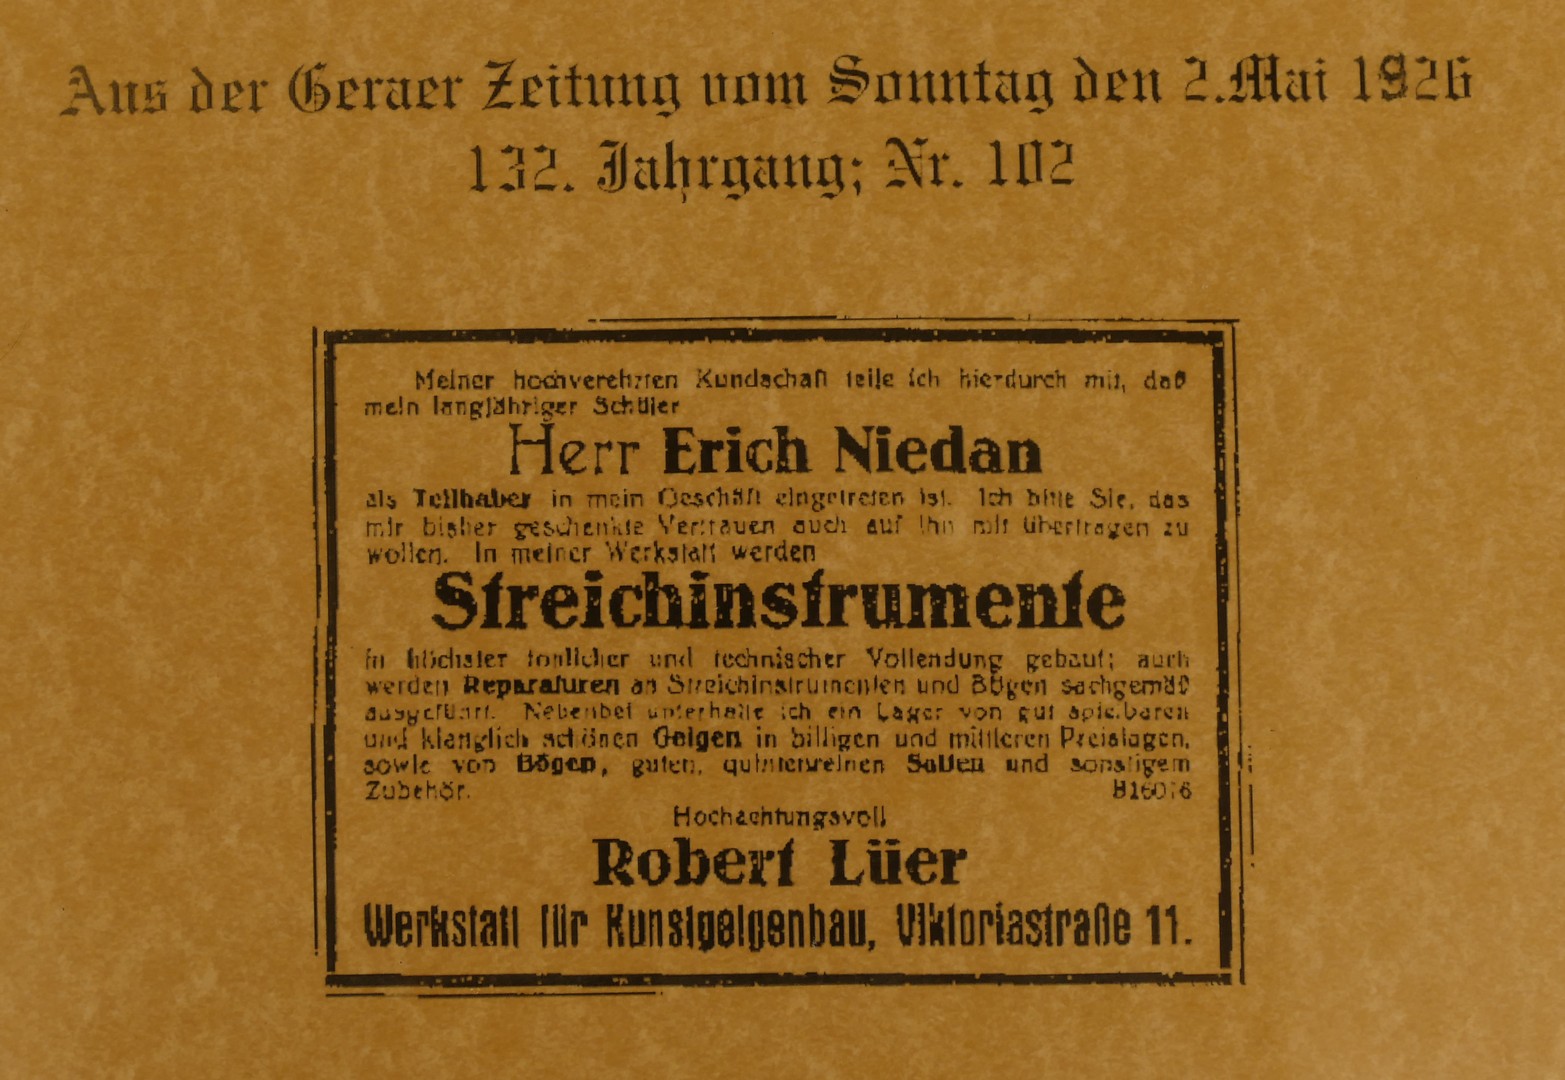 Aus der Geraer Zeitung vom Sonntag den 2.Mai 1926
132. Jahrgang; Nr. 102
Meiner hochverehrten Kundschaft teile ich hierdurch mit, daß
mein langjähriger Schüler
Herr Erich Niedan
als Teilhaber in mein Geschäft eingetreten ist. Ich bitte Sie, das
mir bisher geschenkte Vertrauen auch auf ihn mit übertragen zu
wollen. In meiner Werkstatt werden
Streichinstrumente
in höchster tonlicher und technischer Vollendung gebaut; auch
werden Reparaturen an Streichinstrumenten und Bögen sachgemäß
ausgeführt. Nebenbei unterhalte ich ein Lager von gut spielbaren
und klanglich schönen Geigen in billigen und mittleren Preislagen,
sowie von Bögen, guten, quintenreinen Saiten und sonstigem
Zubehör.
Hochachtungsvoll
Robert Lüer
Werkstatt für Kunstgeigenbau, Viktoriastraße 11.